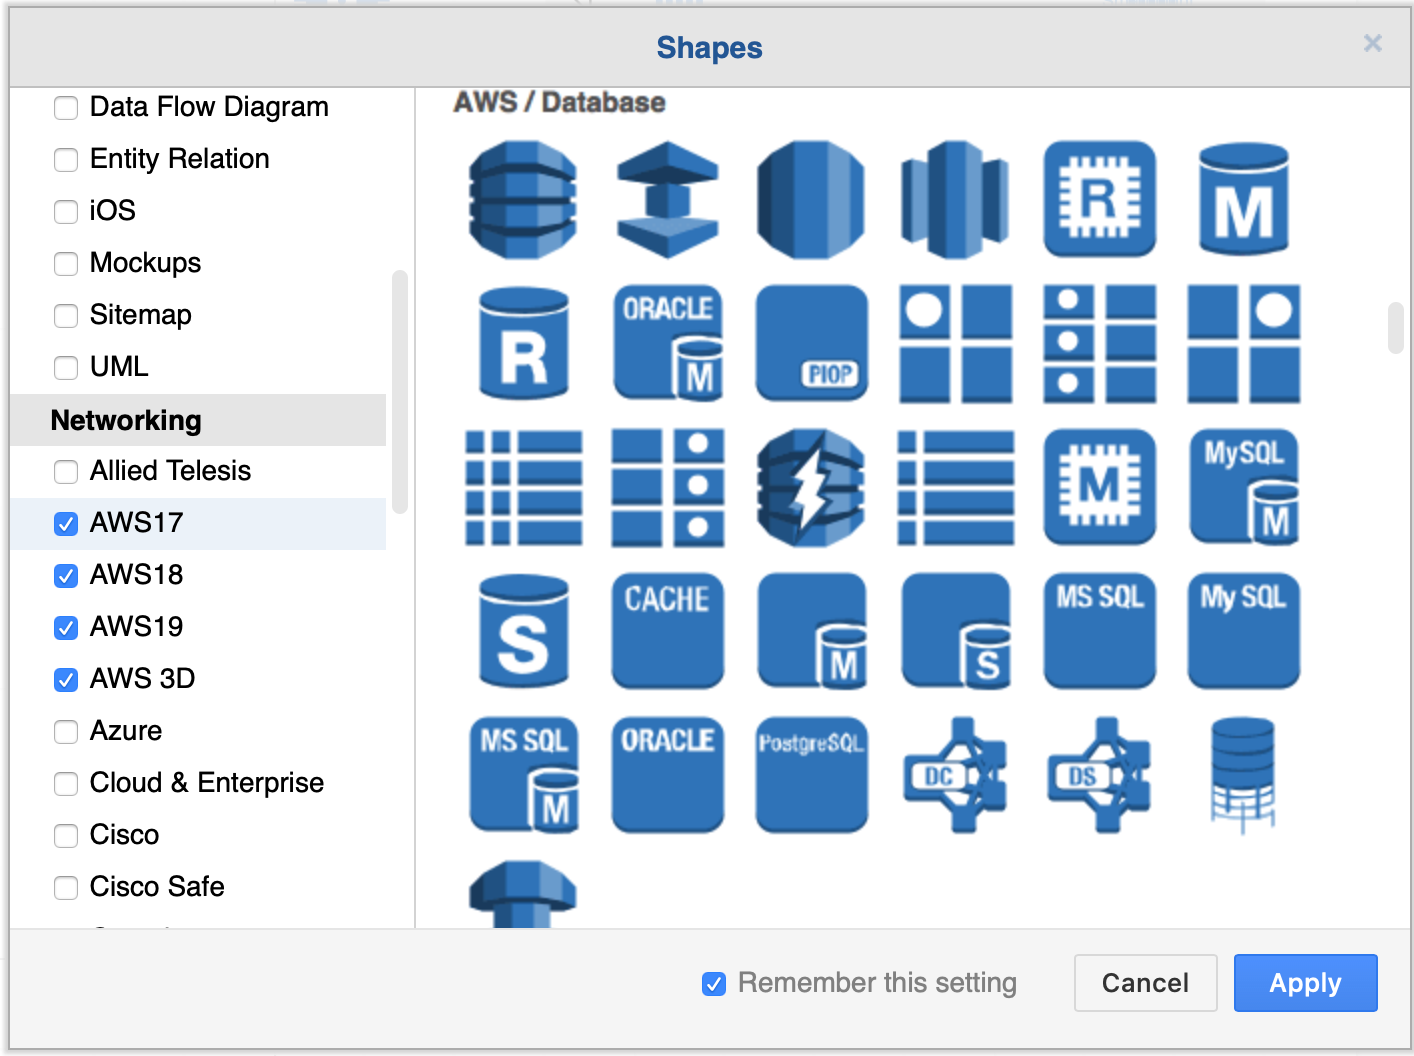 Shapes
×
Data Flow Diagram
Entity Relation
iOS
Mockups
Sitemap
UML
Networking
Allied Telesis
AWS17
AWS18
AWS19
AWS 3D
Azure
Cloud & Enterprise
Cisco
Cisco Safe
AWS / Database
R
M
R
ORACLE
M
PIOP
M
MySQL
M
S
CACHE
M
S
MS SQL
My SQL
MS SQL
M
ORACLE
PostgreSQL
DC
DS
Remember this setting
Cancel
Apply